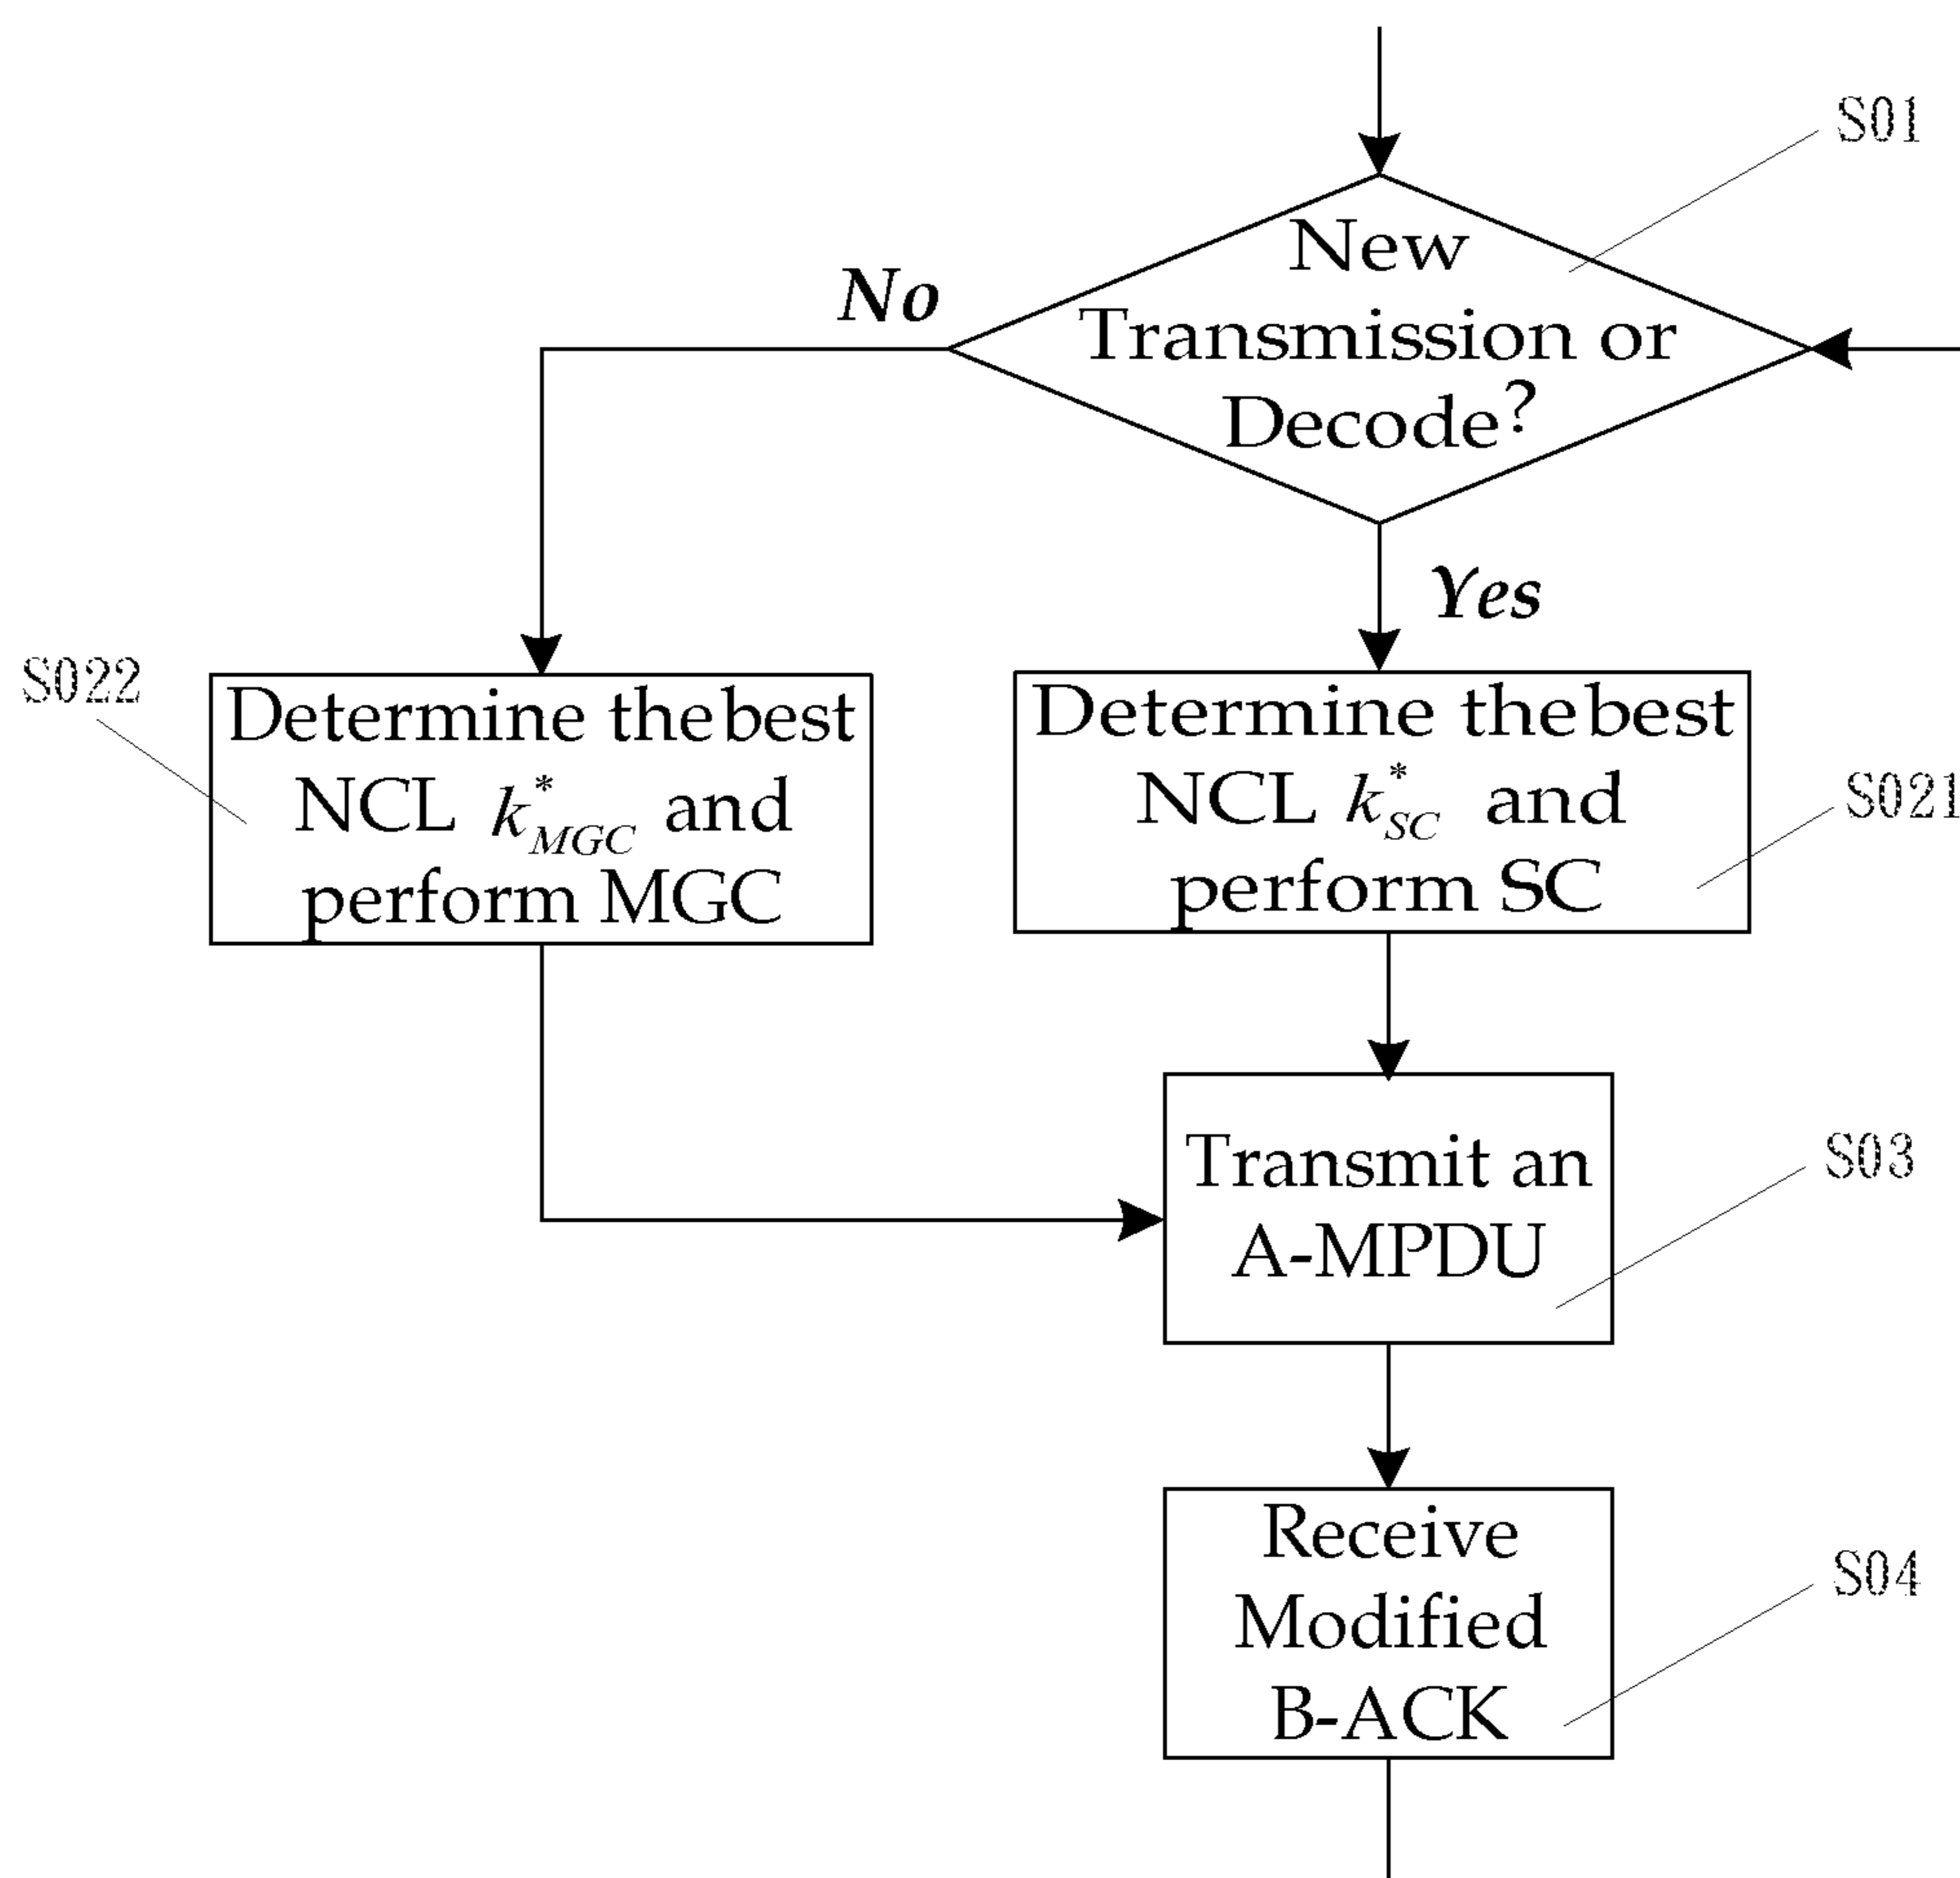 S01
New
Transmission or
Decode?
No
Yes
S022
Determine the best
NCL k*MGC and
perform MGC
Determine the best
NCL k*SC and
perform SC
S021
Transmit an
A-MPDU
S03
Receive
Modified
B-ACK
S04